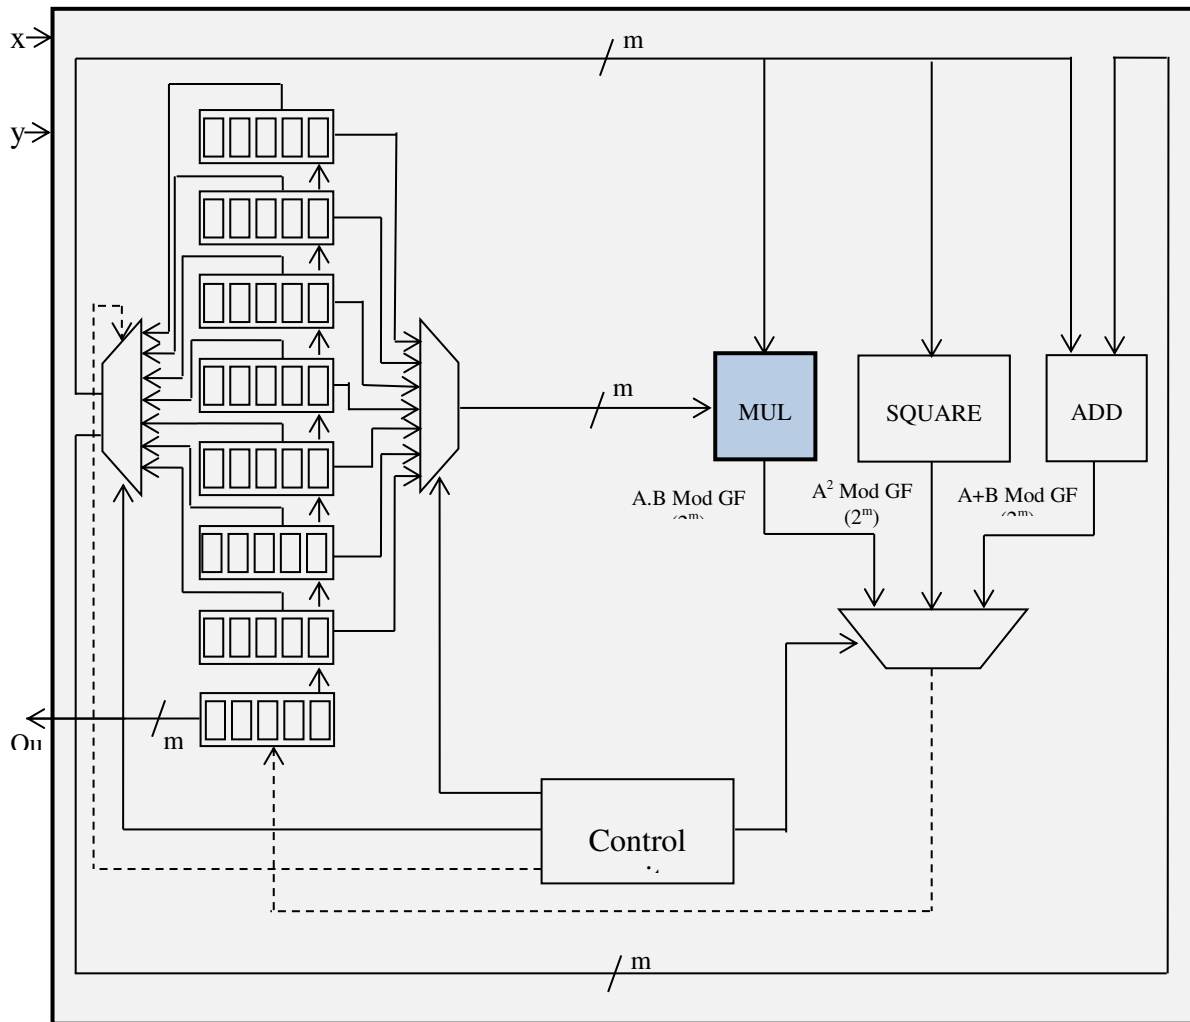 x
m
y
m
MUL
SQUARE
ADD
A.B Mod GF
A² Mod GF
(2ᵐ)
A+B Mod GF
m
Control
m